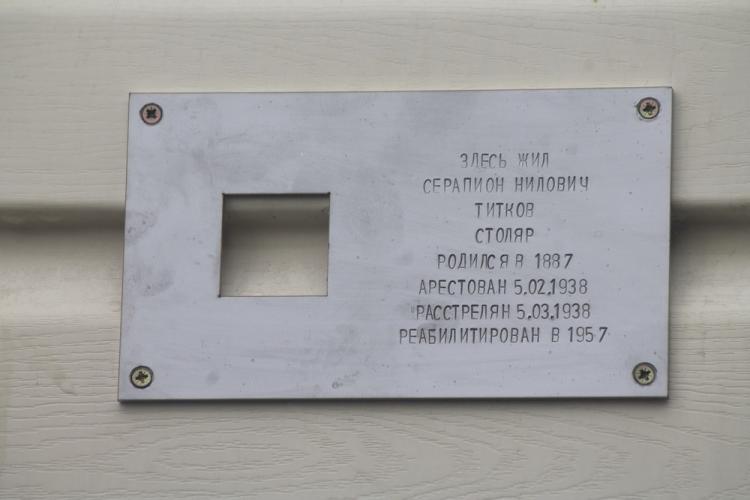 ЗДЕСЬ ЖИЛ
СЕРАПИОН НИЛОВИЧ
ТИТКОВ
СТОЛЯР
РОДИЛСЯ В 1887
АРЕСТОВАН 5.02.1938
РАССТРЕЛЯН 5.03.1938
РЕАБИЛИТИРОВАН В 1957